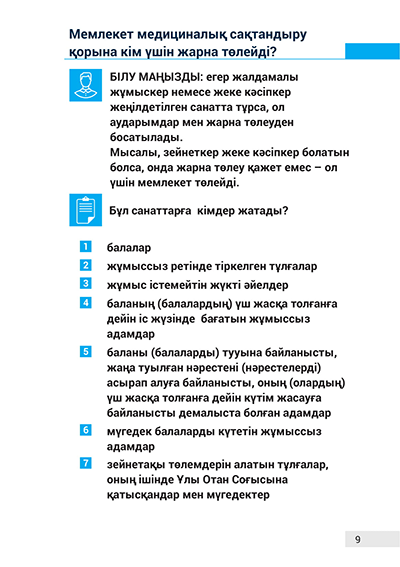 Мемлекет медициналық сақтандыру
қорына кім үшін жарна төлейді?
БІЛУ МАҢЫЗДЫ: егер жалдамалы
жұмыскер немесе жеке кәсіпкер
жеңілдетілген санатта тұрса, ол
аударымдар мен жарна төлеуден
босатылады.
Мысалы, зейнеткер жеке кәсіпкер болатын
болса, онда жарна төлеу қажет емес – ол
үшін мемлекет төлейді.
Бұл санаттарға кімдер жатады?
1 балалар
2 жұмыссыз ретінде тіркелген тұлғалар
3 жұмыс істемейтін жүкті әйелдер
4 баланың (балалардың) үш жасқа толғанға
дейін іс жүзінде бағатын жұмыссыз
адамдар
5 баланы (балаларды) тууына байланысты,
жаңа туылған нәрестені (нәрестелерді)
асырап алуға байланысты, оның (олардың)
үш жасқа толғанға дейін күтім жасауға
байланысты демалыста болған адамдар
6 мүгедек балаларды күтетін жұмыссыз
адамдар
7 зейнетақы төлемдерін алатын тұлғалар,
оның ішінде Ұлы Отан Соғысына
қатысқандар мен мүгедектер
9